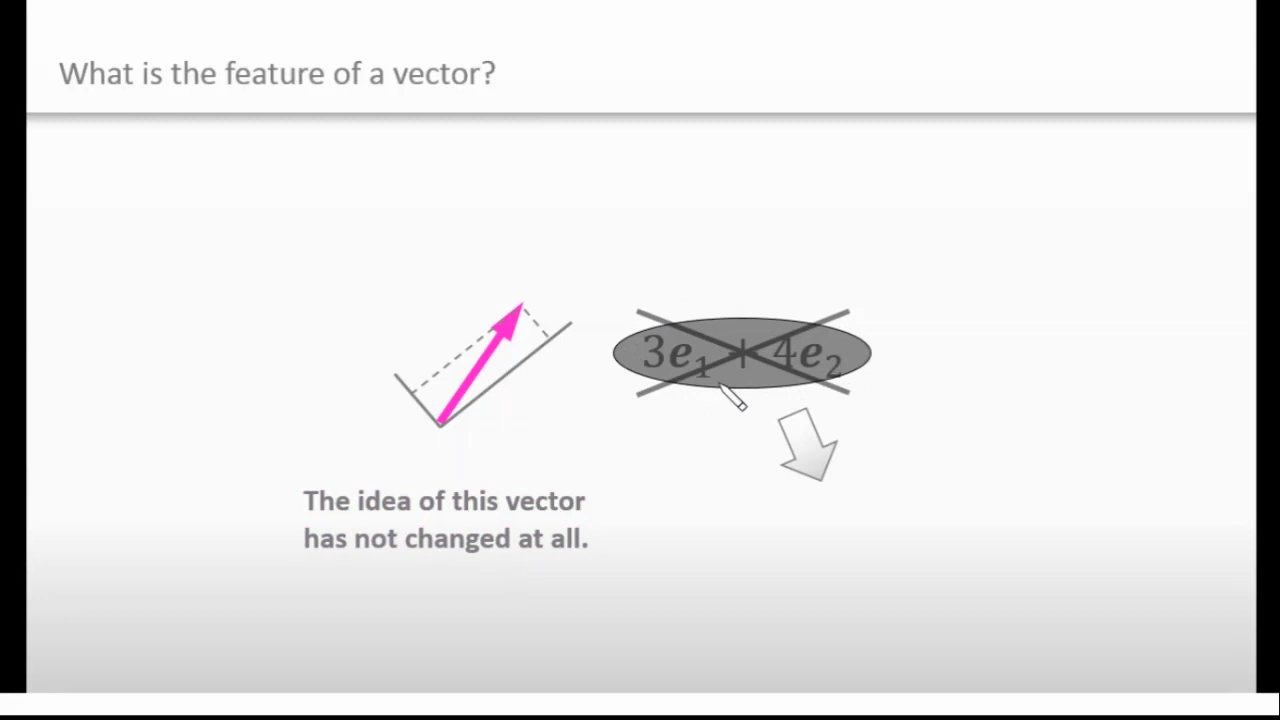 What is the feature of a vector?
3e₁ + 4e₂
The idea of this vector
has not changed at all.